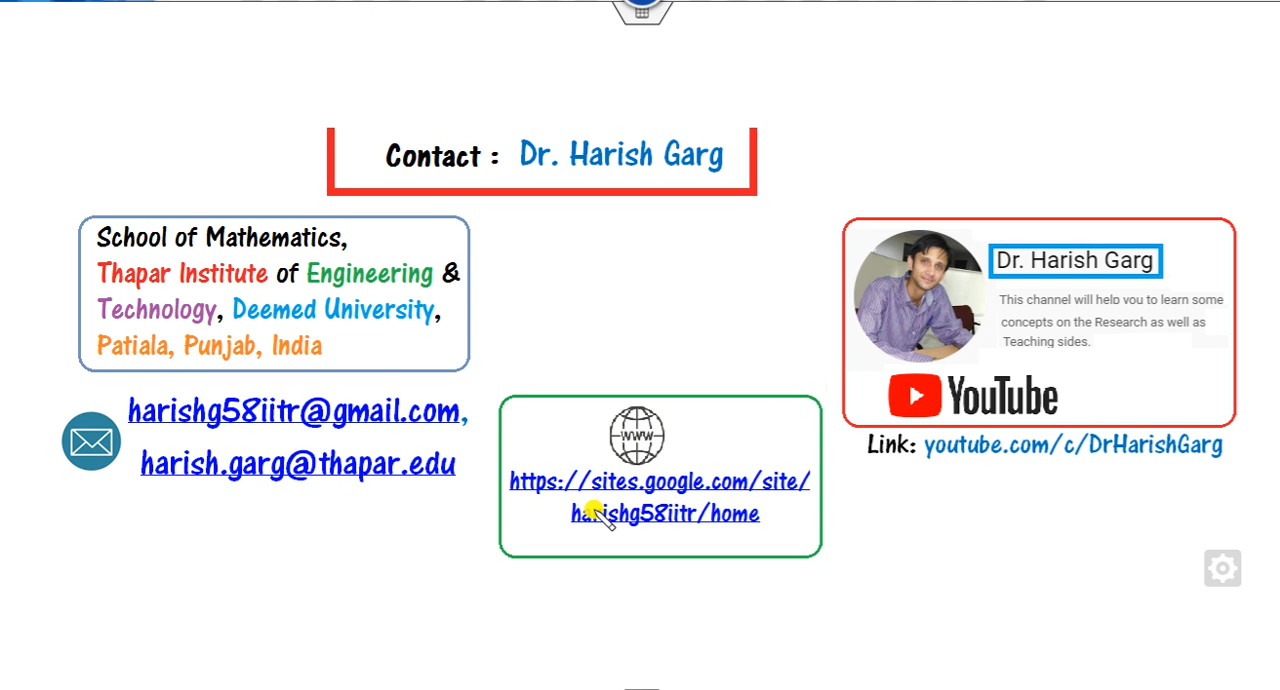 Contact : Dr. Harish Garg
School of Mathematics,
Thapar Institute of Engineering &
Technology, Deemed University,
Patiala, Punjab, India
harishg58iitr@gmail.com,
harish.garg@thapar.edu
www
https://sites.google.com/site/
harishg58iitr/home
Dr. Harish Garg
This channel will help you to learn some
concepts on the Research as well as
Teaching sides.
YouTube
Link: youtube.com/c/DrHarishGarg